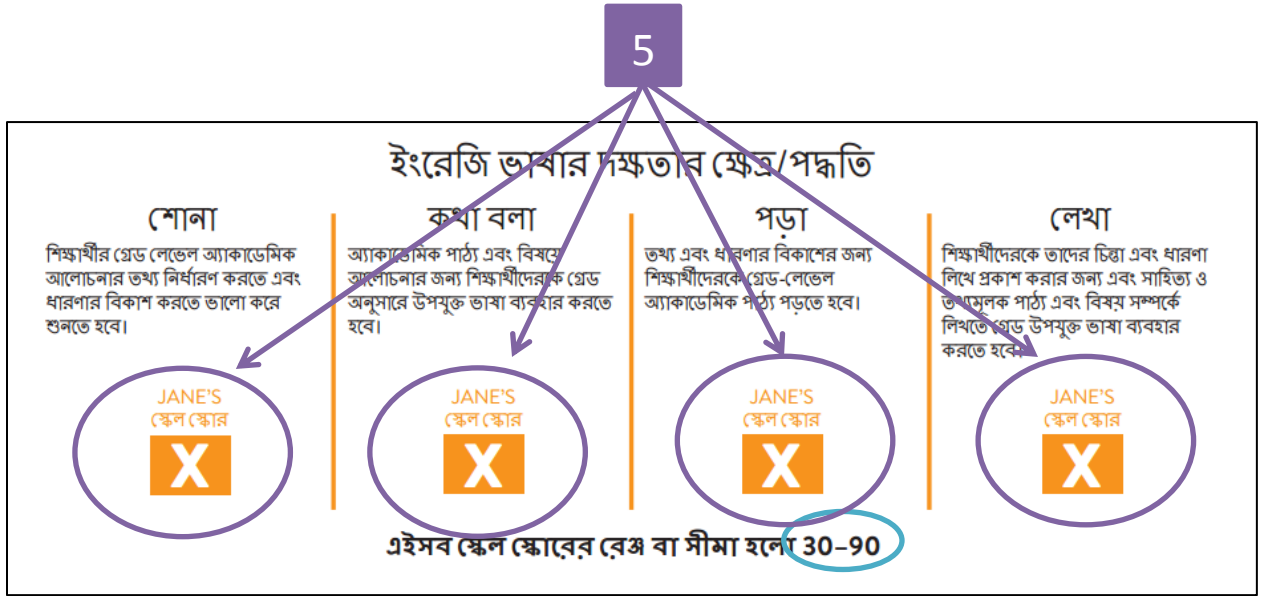 5
ইংরেজি ভাষার দক্ষতার ক্ষেত্র/পদ্ধতি
শোনা
শিক্ষার্থীর গ্রেড লেভেল অ্যাকাডেমিক
আলোচনার তথ্য নির্ধারণ করতে এবং
ধারণার বিকাশ করতে ভালো করে
শুনতে হবে।
JANE'S
স্কেল স্কোর
X
কথা বলা
অ্যাকাডেমিক পাঠ্য এবং বিষয়ে
আলোচনার জন্য শিক্ষার্থীদেরকে গ্রেড
অনুসারে উপযুক্ত ভাষা ব্যবহার করতে
হবে।
JANE'S
স্কেল স্কোর
X
পড়া
তথ্য এবং ধারণার বিকাশের জন্য
শিক্ষার্থীদেরকে গ্রেড-লেভেল
অ্যাকাডেমিক পাঠ্য পড়তে হবে।
JANE'S
স্কেল স্কোর
X
লেখা
শিক্ষার্থীদেরকে তাদের চিন্তা এবং ধারণা
লিখে প্রকাশ করার জন্য এবং সাহিত্য ও
তথ্যমূলক পাঠ্য এবং বিষয় সম্পর্কে
লিখতে গ্রেড উপযুক্ত ভাষা ব্যবহার
করতে হবে।
JANE'S
স্কেল স্কোর
X
এইসব স্কেল স্কোরের রেঞ্জ বা সীমা হলো 30–90